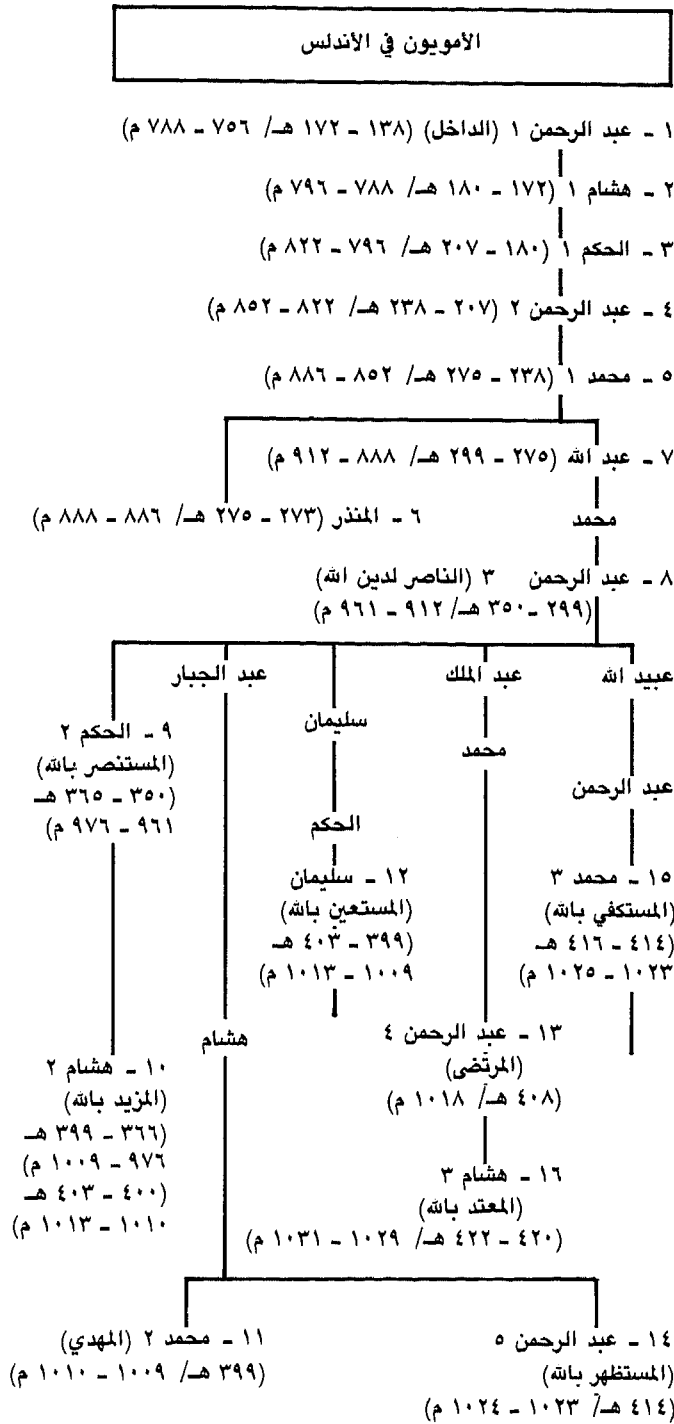 الأمويون في الأندلس
١ - عبد الرحمن ١ (الداخل) (١٣٨ - ١٧٢ هـ/ ٧٥٦ - ٧٨٨ م)
٢ - هشام ١ (١٧٢ - ١٨٠ هـ/ ٧٨٨ - ٧٩٦ م)
٣ - الحكم ١ (١٨٠ - ٢٠٧ هـ/ ٧٩٦ - ٨٢٢ م)
٤ - عبد الرحمن ٢ (٢٠٧ - ٢٣٨ هـ/ ٨٢٢ - ٨٥٢ م)
٥ - محمد ١ (٢٣٨ - ٢٧٥ هـ/ ٨٥٢ - ٨٨٦ م)
٧ - عبد الله (٢٧٥ - ٢٩٩ هـ/ ٨٨٨ - ٩١٢ م)
محمد
٦ - المنذر (٢٧٣ - ٢٧٥ هـ/ ٨٨٦ - ٨٨٨ م)
٨ - عبد الرحمن ٣ (الناصر لدين الله)
(٢٩٩ - ٣٥٠ هـ/ ٩١٢ - ٩٦١ م)
عبيد الله
عبد الرحمن
١٥ - محمد ٣
(المستكفي بالله)
(٤١٤ - ٤١٦ هـ
١٠٢٣ - ١٠٢٥ م)
عبد الملك
محمد
١٣ - عبد الرحمن ٤
(المرتضى)
(٤٠٨ هـ/ ١٠١٨ م)
١٦ - هشام ٣
(المعتد بالله)
(٤٢٠ - ٤٢٢ هـ/ ١٠٢٩ - ١٠٣١ م)
سليمان
الحكم
١٢ - سليمان
(المستعين بالله)
(٣٩٩ - ٤٠٣ هـ
١٠٠٩ - ١٠١٣ م)
عبد الجبار
هشام
٩ - الحكم ٢
(المستنصر بالله)
(٣٥٠ - ٣٦٥ هـ
٩٦١ - ٩٧٦ م)
١٠ - هشام ٢
(المزيد بالله)
(٣٦٦ - ٣٩٩ هـ
٩٧٦ - ١٠٠٩ م)
(٤٠٠ - ٤٠٣ هـ
١٠١٠ - ١٠١٣ م)
١٤ - عبد الرحمن ٥
(المستظهر بالله)
(٤١٤ هـ/ ١٠٢٣ - ١٠٢٤ م)
١١ - محمد ٢ (المهدي)
(٣٩٩ هـ/ ١٠٠٩ - ١٠١٠ م)